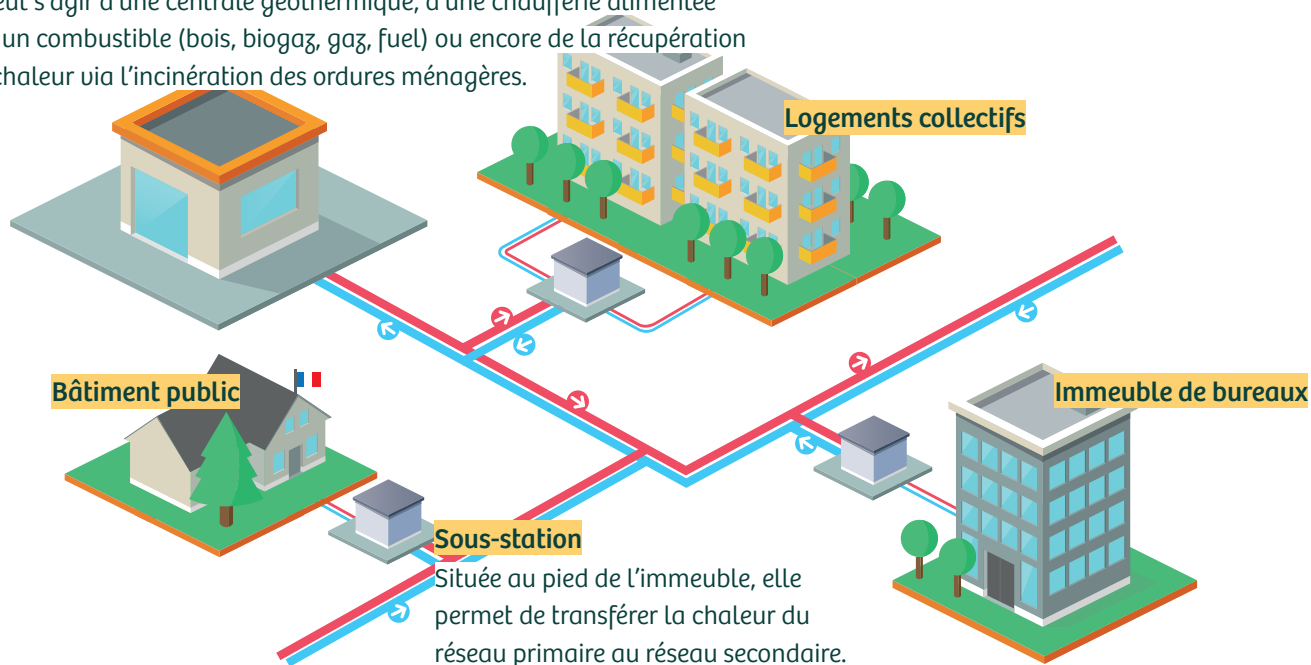 eut s'agir d'une centrale géothermique, d'une chaufferie alimentée
un combustible (bois, biogaz, gaz, fuel) ou encore de la récupération
chaleur via l'incinération des ordures ménagères.
Logements collectifs
Bâtiment public
Immeuble de bureaux
Sous-station
Située au pied de l'immeuble, elle
permet de transférer la chaleur du
réseau primaire au réseau secondaire.